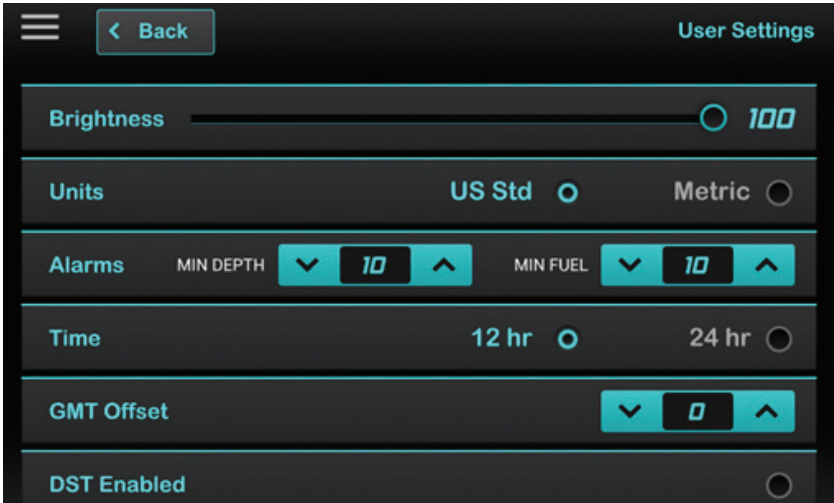 Back
User Settings
Brightness 100
Units US Std Metric
Alarms MIN DEPTH 10 MIN FUEL 10
Time 12 hr 24 hr
GMT Offset 0
DST Enabled